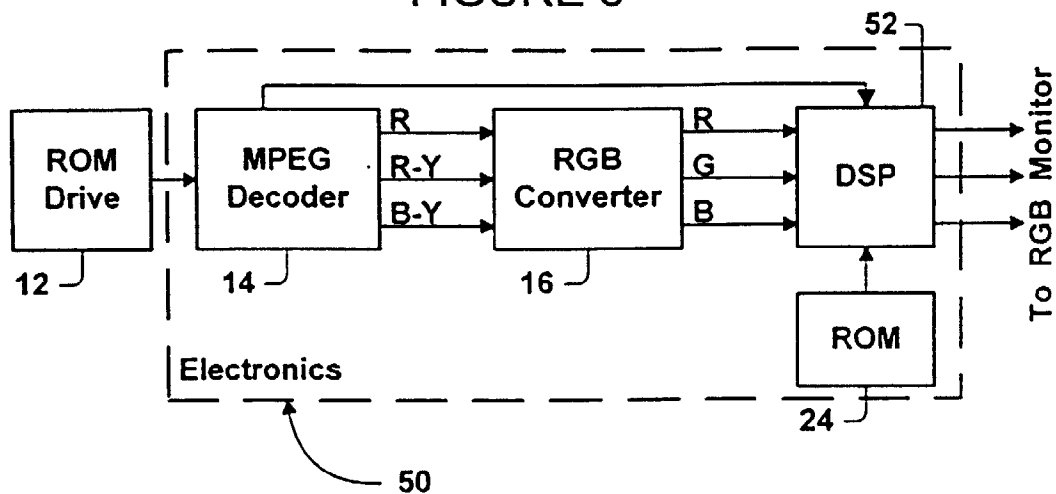 52
ROM
Drive
MPEG
Decoder
R
R-Y
B-Y
RGB
Converter
R
G
B
DSP
To RGB Monitor
12
14
16
ROM
Electronics
24
50